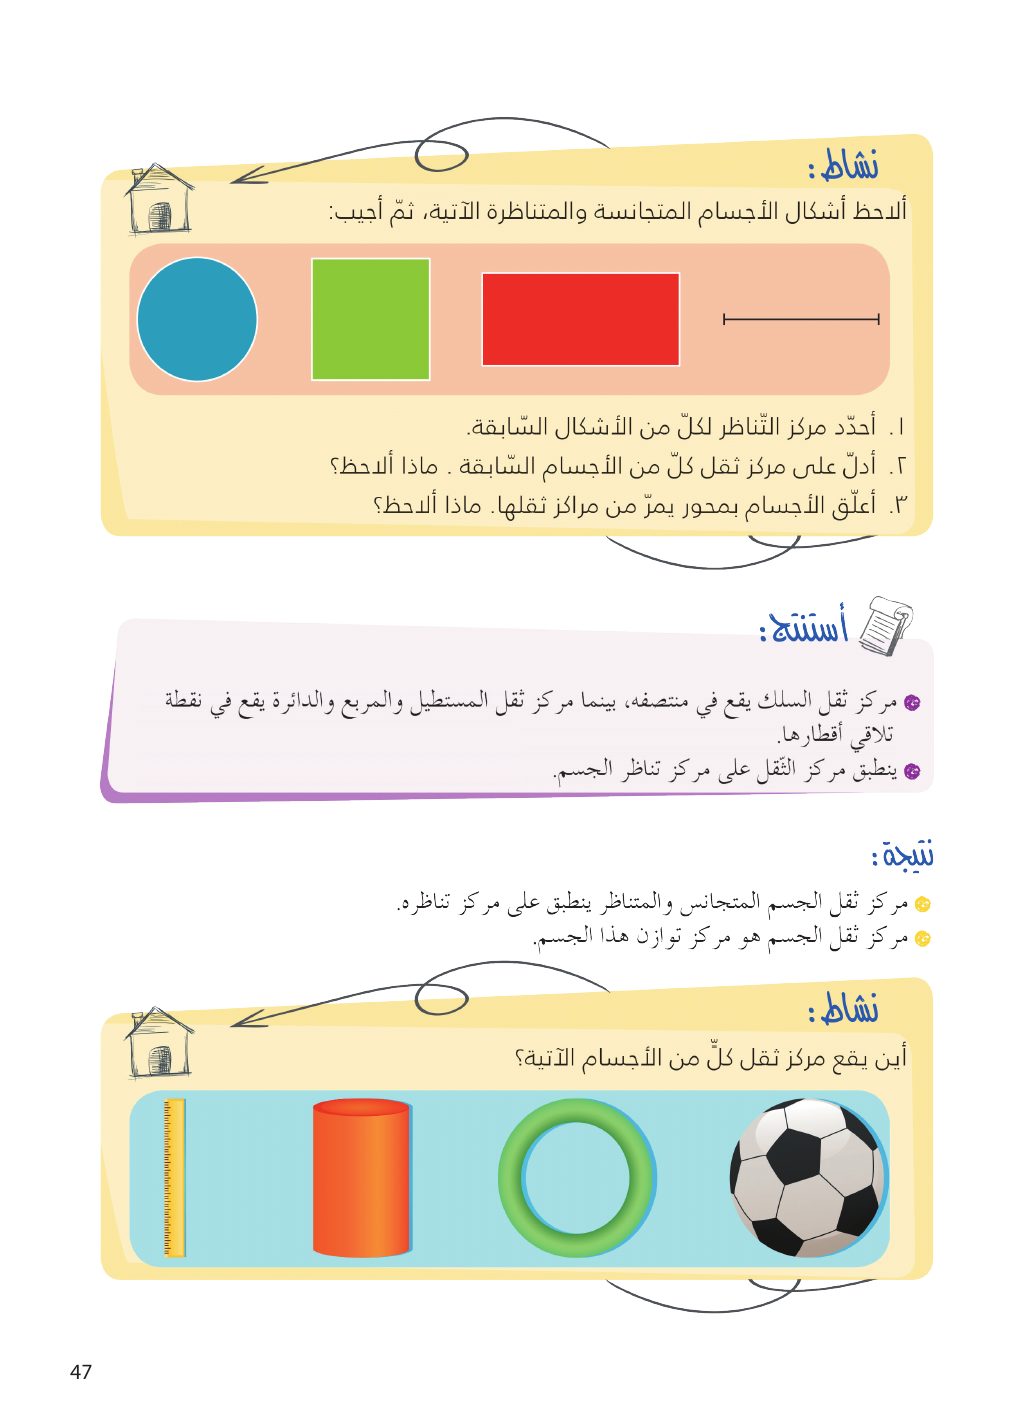 نشاط:
ألاحظ أشكال الأجسام المتجانسة والمتناظرة الآتية، ثمّ أجيب:
١. أحدّد مركز التّناظر لكلّ من الأشكال السّابقة.
٢. أدلّ على مركز ثقل كلّ من الأجسام السّابقة . ماذا ألاحظ؟
٣. أعلّق الأجسام بمحور يمرّ من مراكز ثقلها. ماذا ألاحظ؟
أستنتج:
مركز ثقل السلك يقع في منتصفه، بينما مركز ثقل المستطيل والمربع والدائرة يقع في نقطة
تلاقي أقطارها.
ينطبق مركز الثّقل على مركز تناظر الجسم.
نتيجة:
مركز ثقل الجسم المتجانس والمتناظر ينطبق على مركز تناظره.
مركز ثقل الجسم هو مركز توازن هذا الجسم.
نشاط:
أين يقع مركز ثقل كلٍّ من الأجسام الآتية؟
47